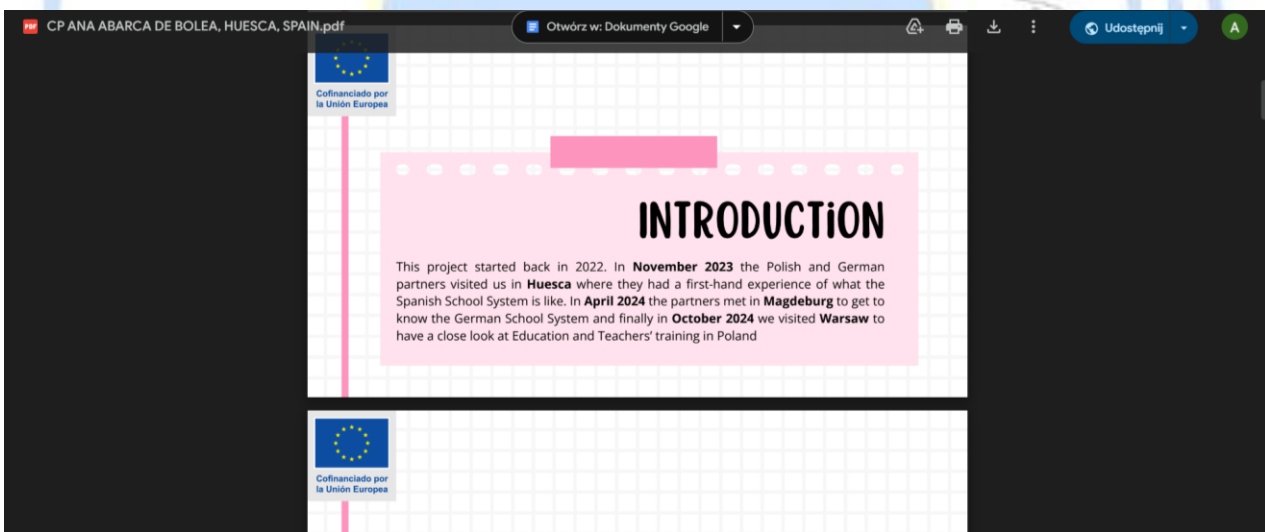 PDF CP ANA ABARCA DE BOLEA, HUESCA, SPAIN.pdf
Otwórz w: Dokumenty Google
Udostępnij
A
Cofinanciado por
la Unión Europea
INTRODUCTiON
This project started back in 2022. In November 2023 the Polish and German
partners visited us in Huesca where they had a first-hand experience of what the
Spanish School System is like. In April 2024 the partners met in Magdeburg to get to
know the German School System and finally in October 2024 we visited Warsaw to
have a close look at Education and Teachers’ training in Poland
Cofinanciado por
la Unión Europea